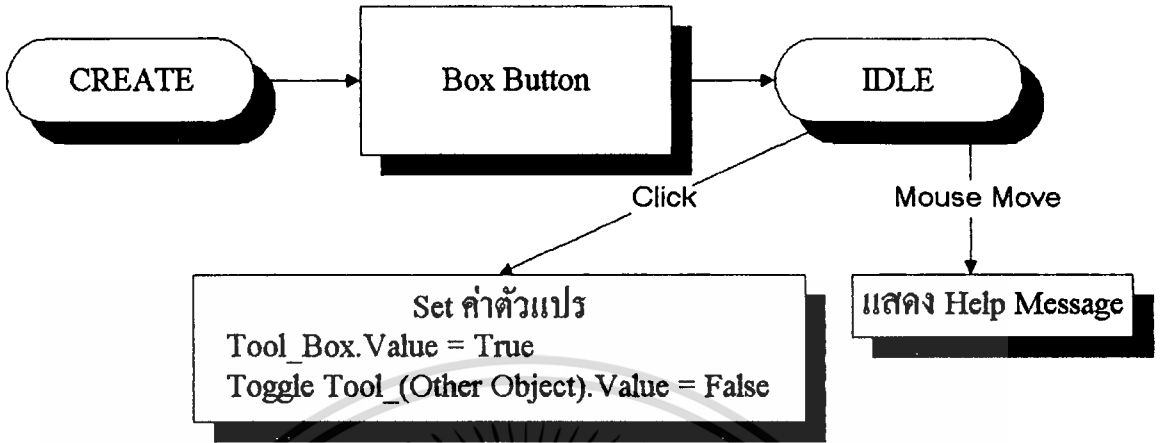 CREATE
Box Button
IDLE
Click
Mouse Move
Set ค่าตัวแปร
Tool_Box.Value = True
Toggle Tool_(Other Object).Value = False
แสดง Help Message